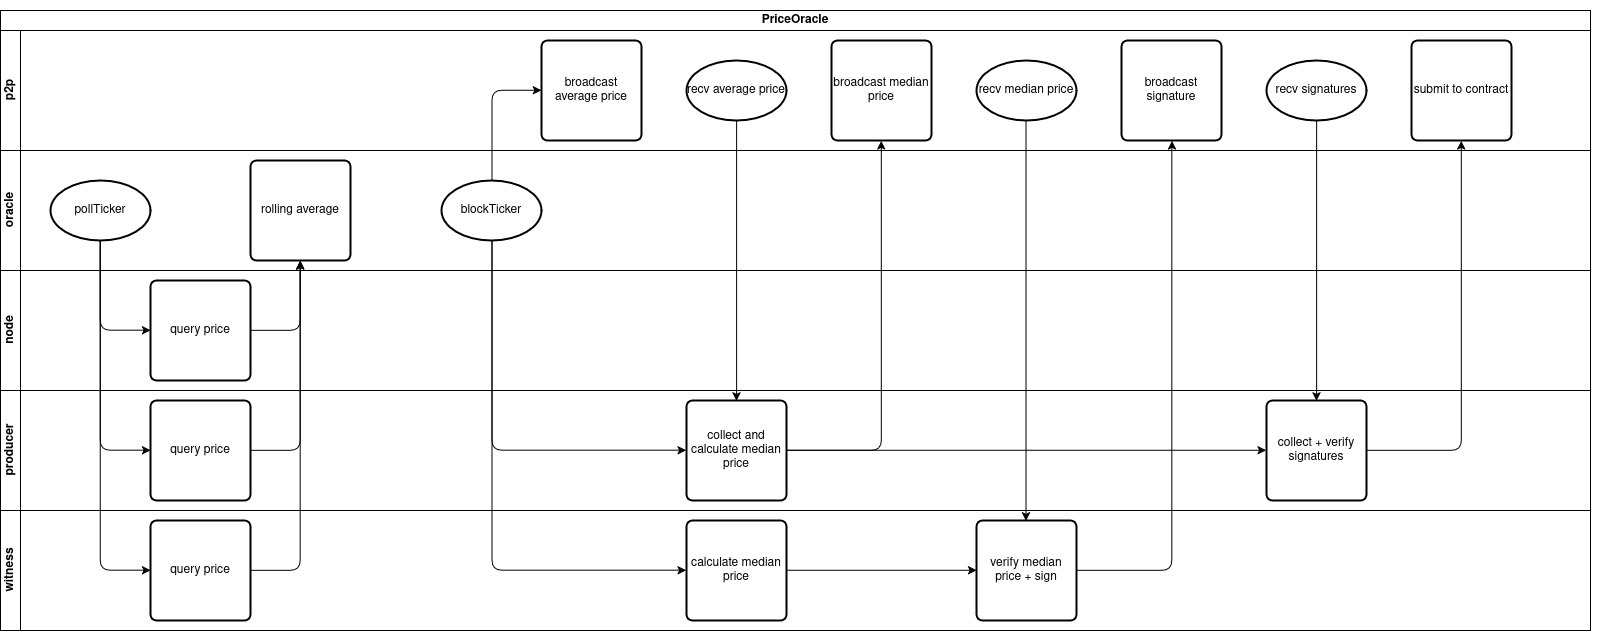 PriceOracle
p2p
broadcast
average price
recv average price
broadcast median
price
recv median price
broadcast
signature
recv signatures
submit to contract
oracle
pollTicker
rolling average
blockTicker
node
query price
producer
query price
collect and
calculate median
price
collect + verify
signatures
witness
query price
calculate median
price
verify median
price + sign